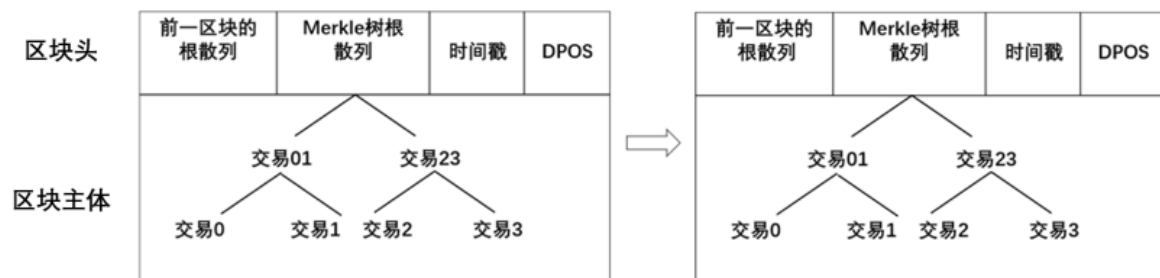 区块头
前一区块的
根散列
Merkle树根
散列
时间戳
DPOS
前一区块的
根散列
Merkle树根
散列
时间戳
DPOS
区块主体
交易01
交易23
交易0
交易1
交易2
交易3
交易01
交易23
交易0
交易1
交易2
交易3